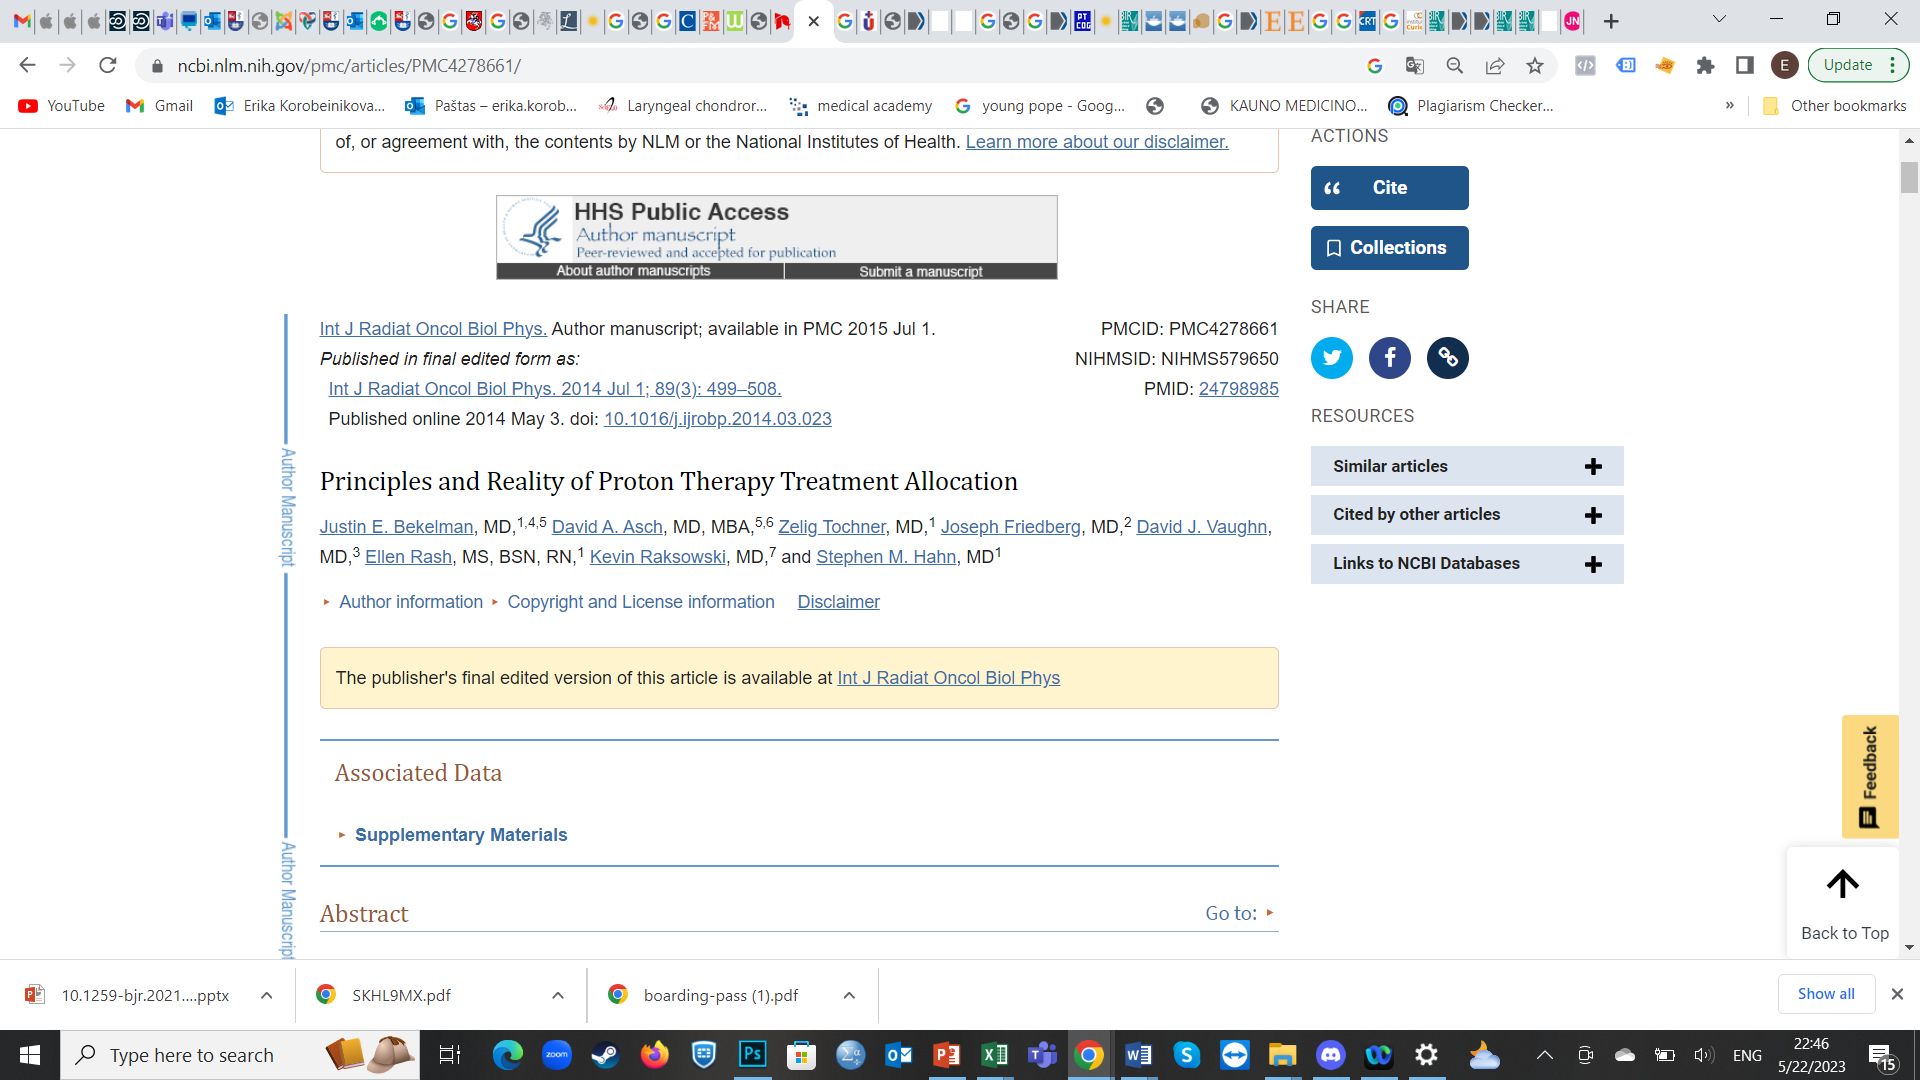 ncbi.nlm.nih.gov/pmc/articles/PMC4278661/
E
Update
YouTube
Gmail
Erika Korobeinikova...
Paštas – erika.korob...
Laryngeal chondror...
medical academy
young pope - Goog...
KAUNO MEDICINO...
Plagiarism Checker...
»
Other bookmarks
of, or agreement with, the contents by NLM or the National Institutes of Health. Learn more about our disclaimer.
HHS Public Access
Author manuscript
Peer-reviewed and accepted for publication
About author manuscripts
Submit a manuscript
Int J Radiat Oncol Biol Phys. Author manuscript; available in PMC 2015 Jul 1.
PMCID: PMC4278661
Published in final edited form as:
NIHMSID: NIHMS579650
Int J Radiat Oncol Biol Phys. 2014 Jul 1; 89(3): 499–508.
PMID: 24798985
Published online 2014 May 3. doi: 10.1016/j.ijrobp.2014.03.023
Author Manuscript
Principles and Reality of Proton Therapy Treatment Allocation
Justin E. Bekelman, MD,1,4,5 David A. Asch, MD, MBA,5,6 Zelig Tochner, MD,1 Joseph Friedberg, MD,2 David J. Vaughn,
MD,3 Ellen Rash, MS, BSN, RN,1 Kevin Raksowski, MD,7 and Stephen M. Hahn, MD1
Author information
Copyright and License information
Disclaimer
The publisher's final edited version of this article is available at Int J Radiat Oncol Biol Phys
Associated Data
Supplementary Materials
Author Manuscript
Abstract
Go to:
ACTIONS
Cite
Collections
SHARE
RESOURCES
Similar articles
Cited by other articles
Links to NCBI Databases
Feedback
Back to Top
10.1259-bjr.2021....pptx
SKHL9MX.pdf
boarding-pass (1).pdf
Show all
Type here to search
zoom
Ps
ENG
22:46
5/22/2023
15